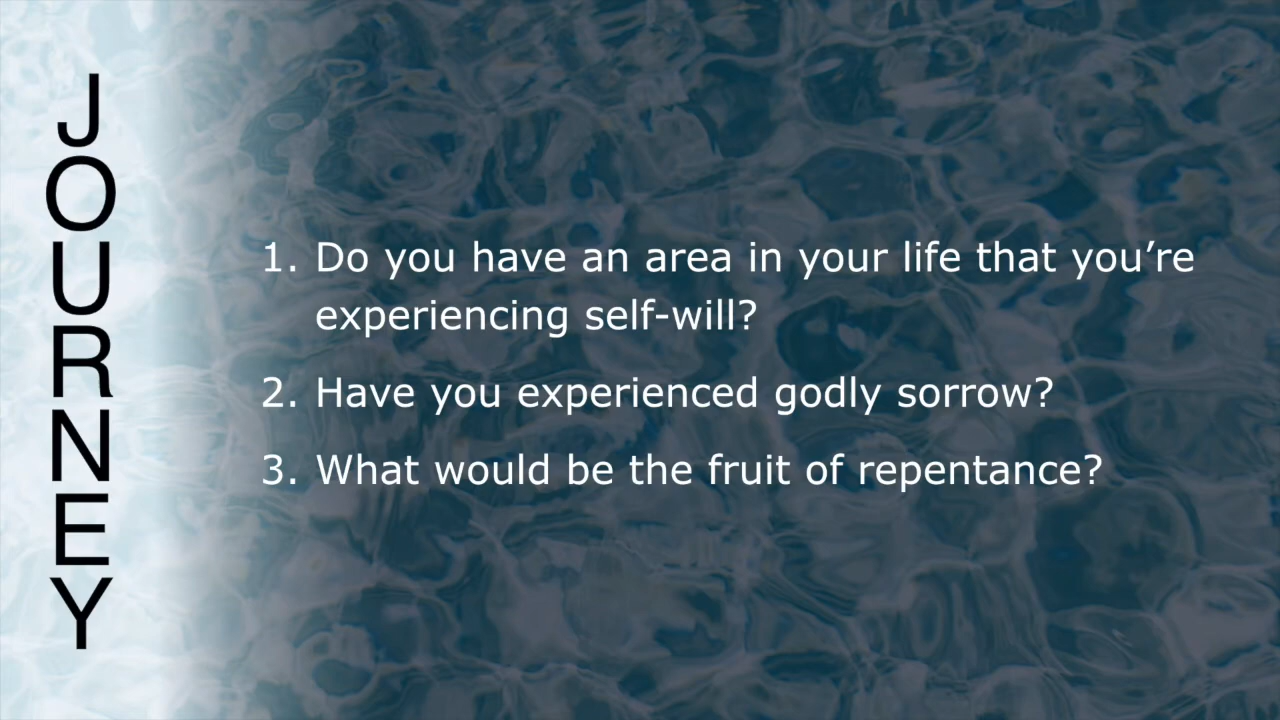 JOURNEY
1. Do you have an area in your life that you’re
experiencing self-will?
2. Have you experienced godly sorrow?
3. What would be the fruit of repentance?